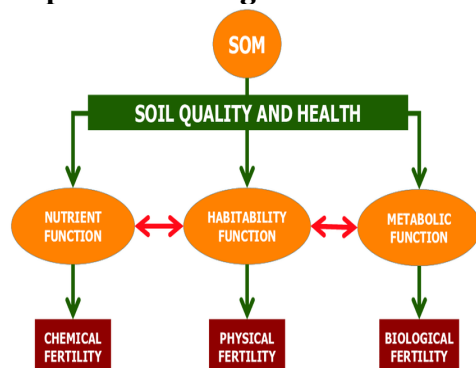 SOM
SOIL QUALITY AND HEALTH
NUTRIENT
FUNCTION
HABITABILITY
FUNCTION
METABOLIC
FUNCTION
CHEMICAL
FERTILITY
PHYSICAL
FERTILITY
BIOLOGICAL
FERTILITY